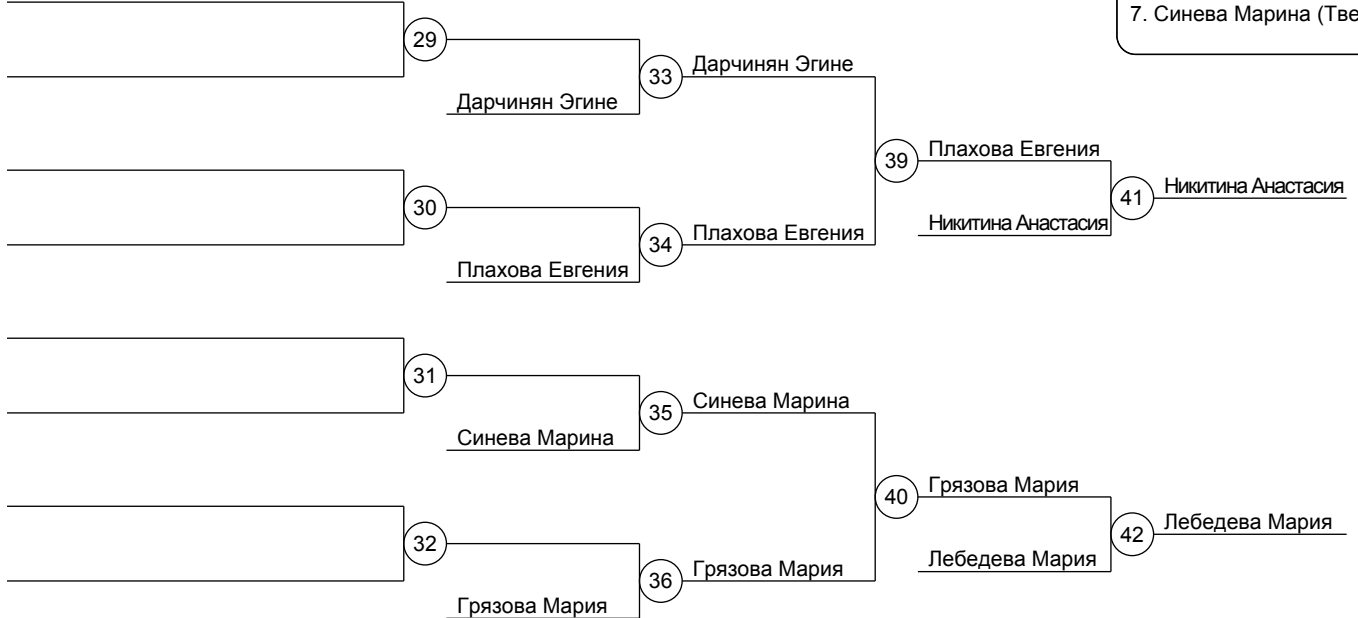 7. Синева Марина (Тве
29
33
Дарчинян Эгине
Дарчинян Эгине
39
Плахова Евгения
30
41
Никитина Анастасия
34
Плахова Евгения
Никитина Анастасия
Плахова Евгения
31
35
Синева Марина
Синева Марина
40
Грязова Мария
32
42
Лебедева Мария
36
Грязова Мария
Лебедева Мария
Грязова Мария